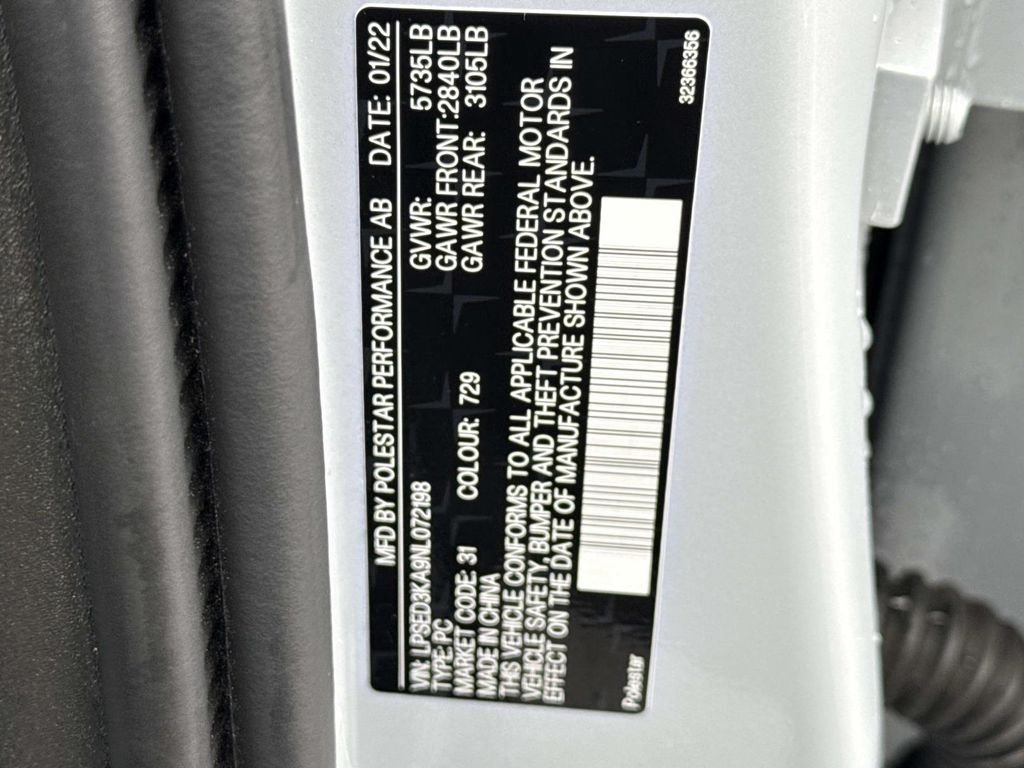 MFD BY POLESTAR PERFORMANCE AB DATE: 01/22
VIN: LPSED3KA9NL072198 GVWR: 5735LB
TYPE: PC GAWR FRONT: 2840LB
MARKET CODE: 31 COLOUR: 729 GAWR REAR: 3105LB
MADE IN CHINA
THIS VEHICLE CONFORMS TO ALL APPLICABLE FEDERAL MOTOR
VEHICLE SAFETY, BUMPER AND THEFT PREVENTION STANDARDS IN
EFFECT ON THE DATE OF MANUFACTURE SHOWN ABOVE.
Polestar 32366356